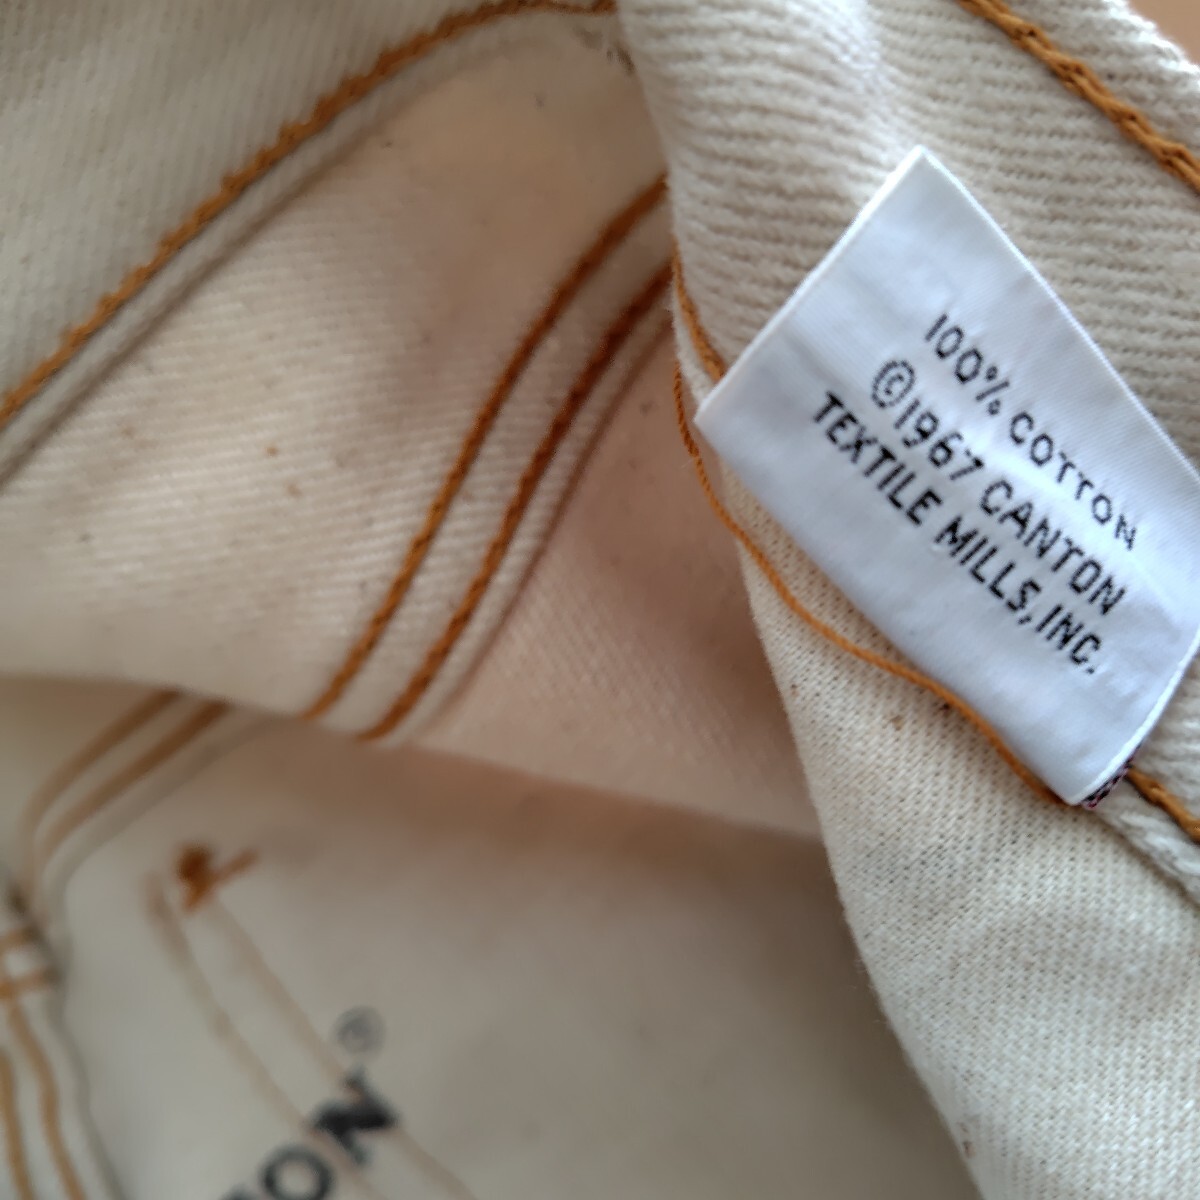 100% COTTON
©1967 CANTON
TEXTILE MILLS, INC.
®